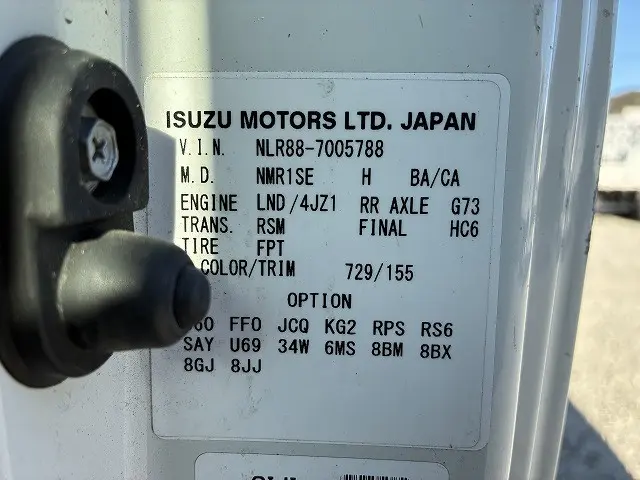 ISUZU MOTORS LTD. JAPAN
V.I.N. NLR88-7005788
M.D. NMR1SE H BA/CA
ENGINE LND/4JZ1 RR AXLE G73
TRANS. RSM FINAL HC6
TIRE FPT
COLOR/TRIM 729/155
OPTION
FF0 JCQ KG2 RPS RS6
SAY U69 34W 6MS 8BM 8BX
8GJ 8JJ